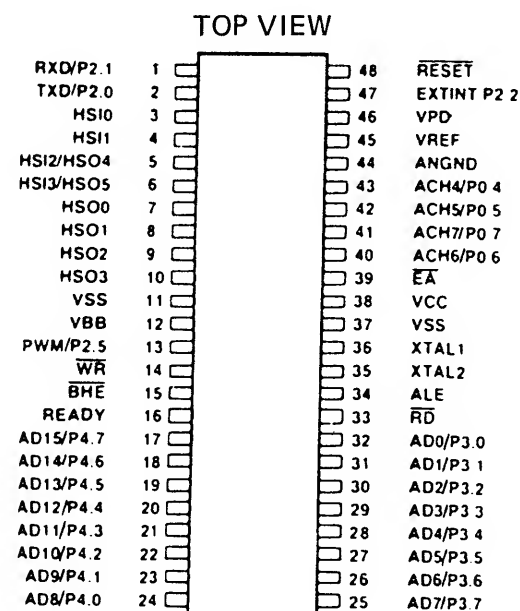 TOP VIEW
RXD/P2.1 1 48 R̅E̅S̅E̅T̅
TXD/P2.0 2 47 EXTINT P2 2
HSI0 3 46 VPD
HSI1 4 45 VREF
HSI2/HSO4 5 44 ANGND
HSI3/HSO5 6 43 ACH4/P0 4
HSO0 7 42 ACH5/P0 5
HSO1 8 41 ACH7/P0 7
HSO2 9 40 ACH6/P0 6
HSO3 10 39 E̅A̅
VSS 11 38 VCC
VBB 12 37 VSS
PWM/P2.5 13 36 XTAL1
W̅R̅ 14 35 XTAL2
B̅H̅E̅ 15 34 ALE
READY 16 33 R̅D̅
AD15/P4.7 17 32 AD0/P3.0
AD14/P4.6 18 31 AD1/P3 1
AD13/P4.5 19 30 AD2/P3.2
AD12/P4.4 20 29 AD3/P3 3
AD11/P4.3 21 28 AD4/P3 4
AD10/P4.2 22 27 AD5/P3.5
AD9/P4.1 23 26 AD6/P3.6
AD8/P4.0 24 25 AD7/P3.7